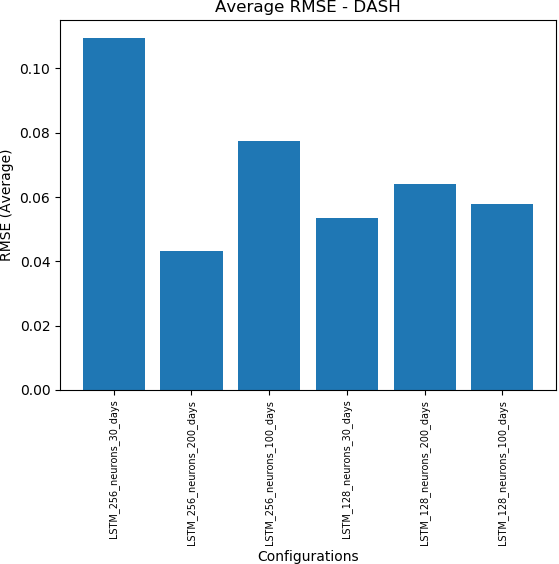 Average RMSE - DASH
RMSE (Average)
0.10
0.08
0.06
0.04
0.02
0.00
LSTM_256_neurons_30_days
LSTM_256_neurons_200_days
LSTM_256_neurons_100_days
LSTM_128_neurons_30_days
LSTM_128_neurons_200_days
LSTM_128_neurons_100_days
Configurations